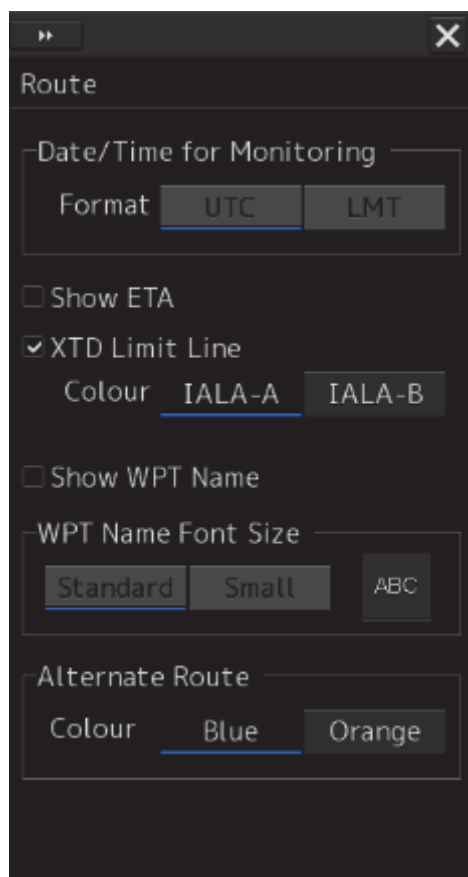 Route
Date/Time for Monitoring
Format UTC LMT
Show ETA
XTD Limit Line
Colour IALA-A IALA-B
Show WPT Name
WPT Name Font Size
Standard Small ABC
Alternate Route
Colour Blue Orange